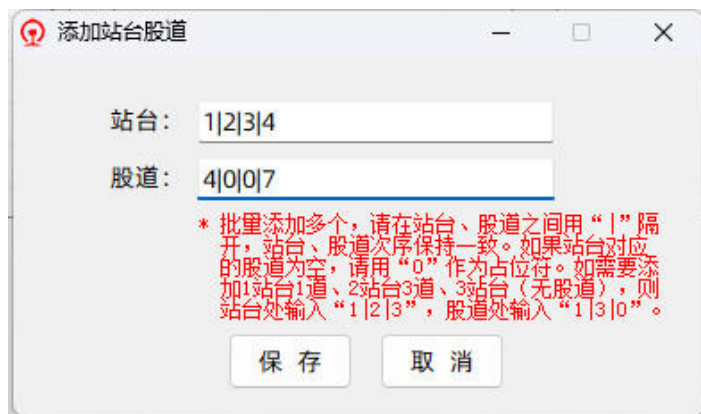 添加站台股道
站台： 1|2|3|4
股道： 4|0|0|7
* 批量添加多个，请在站台、股道之间用“|”隔
开，站台、股道次序保持一致。如果站台对应
的股道为空，请用“0”作为占位符。如需要添
加1站台1道、2站台3道、3站台（无股道），则
站台处输入“1|2|3”，股道处输入“1|3|0”。
保 存 取 消